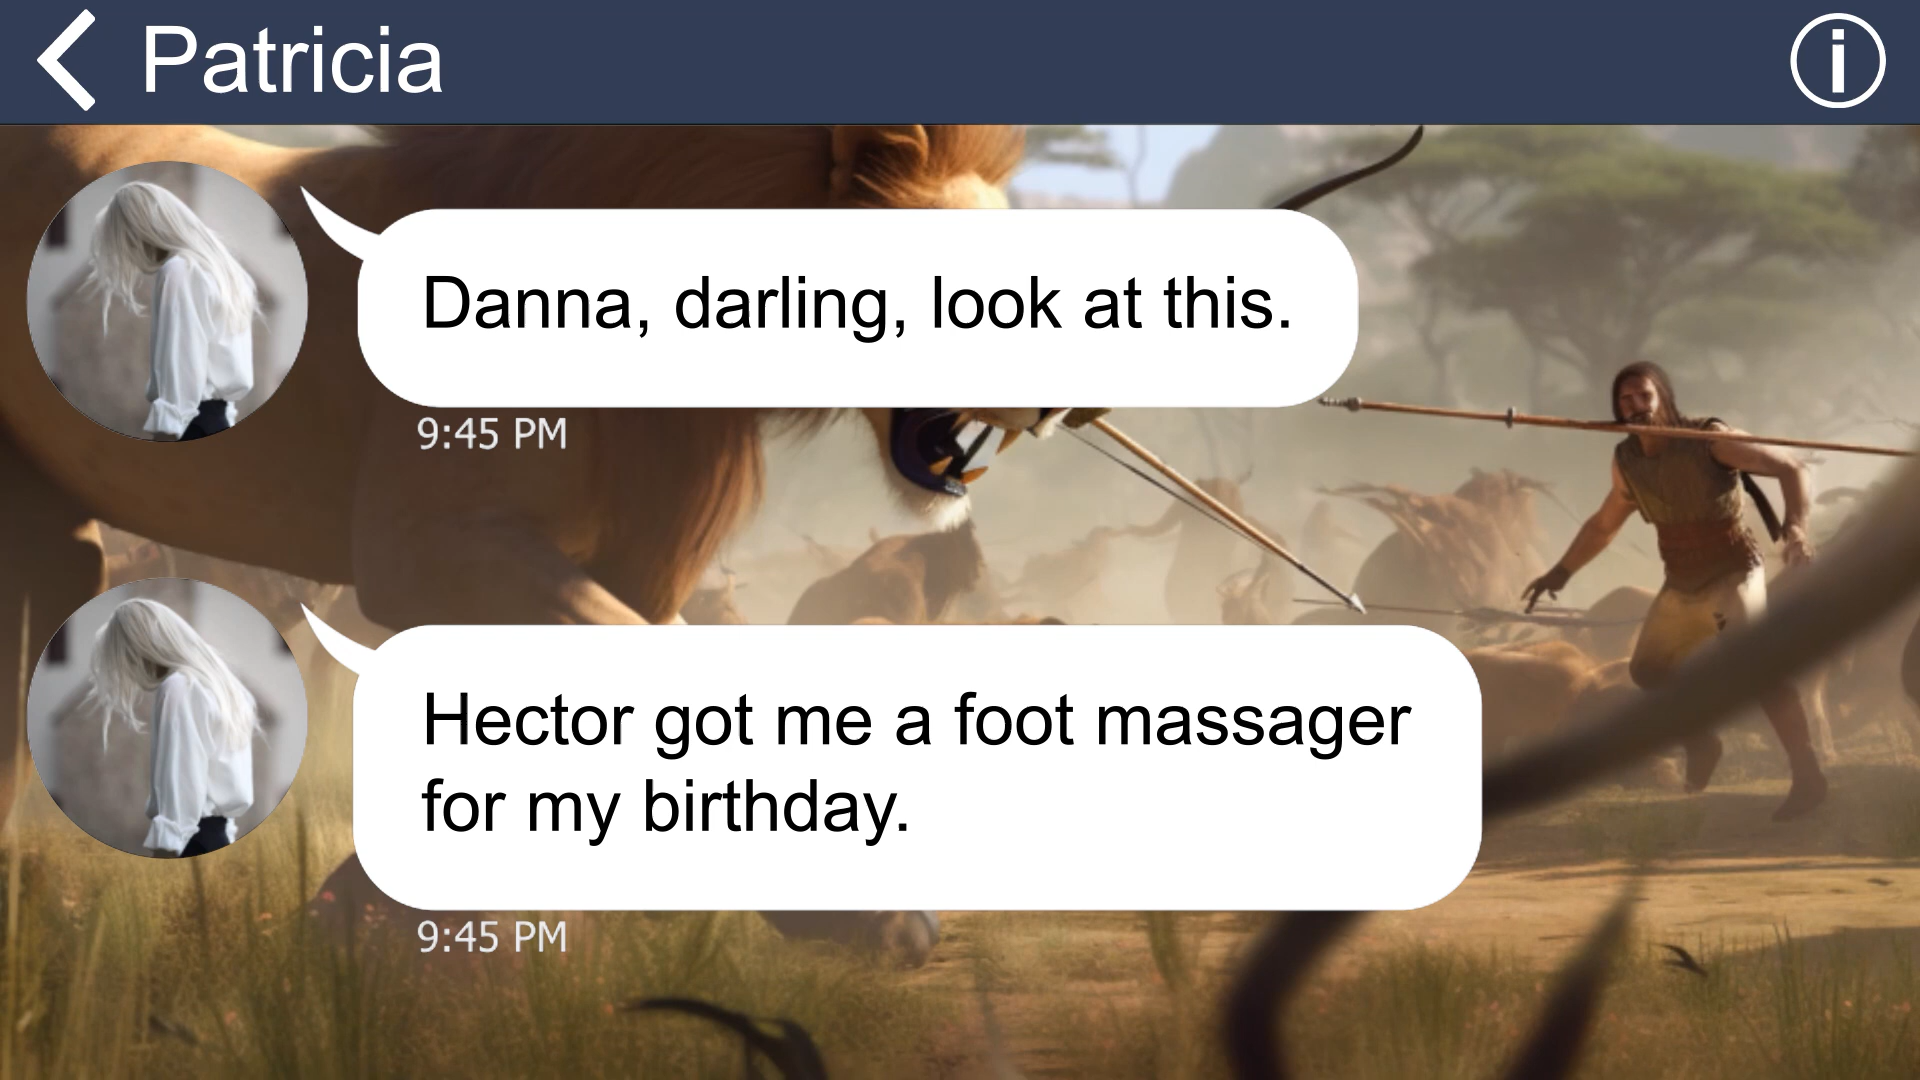 Patricia
Danna, darling, look at this.
9:45 PM
Hector got me a foot massager
for my birthday.
9:45 PM